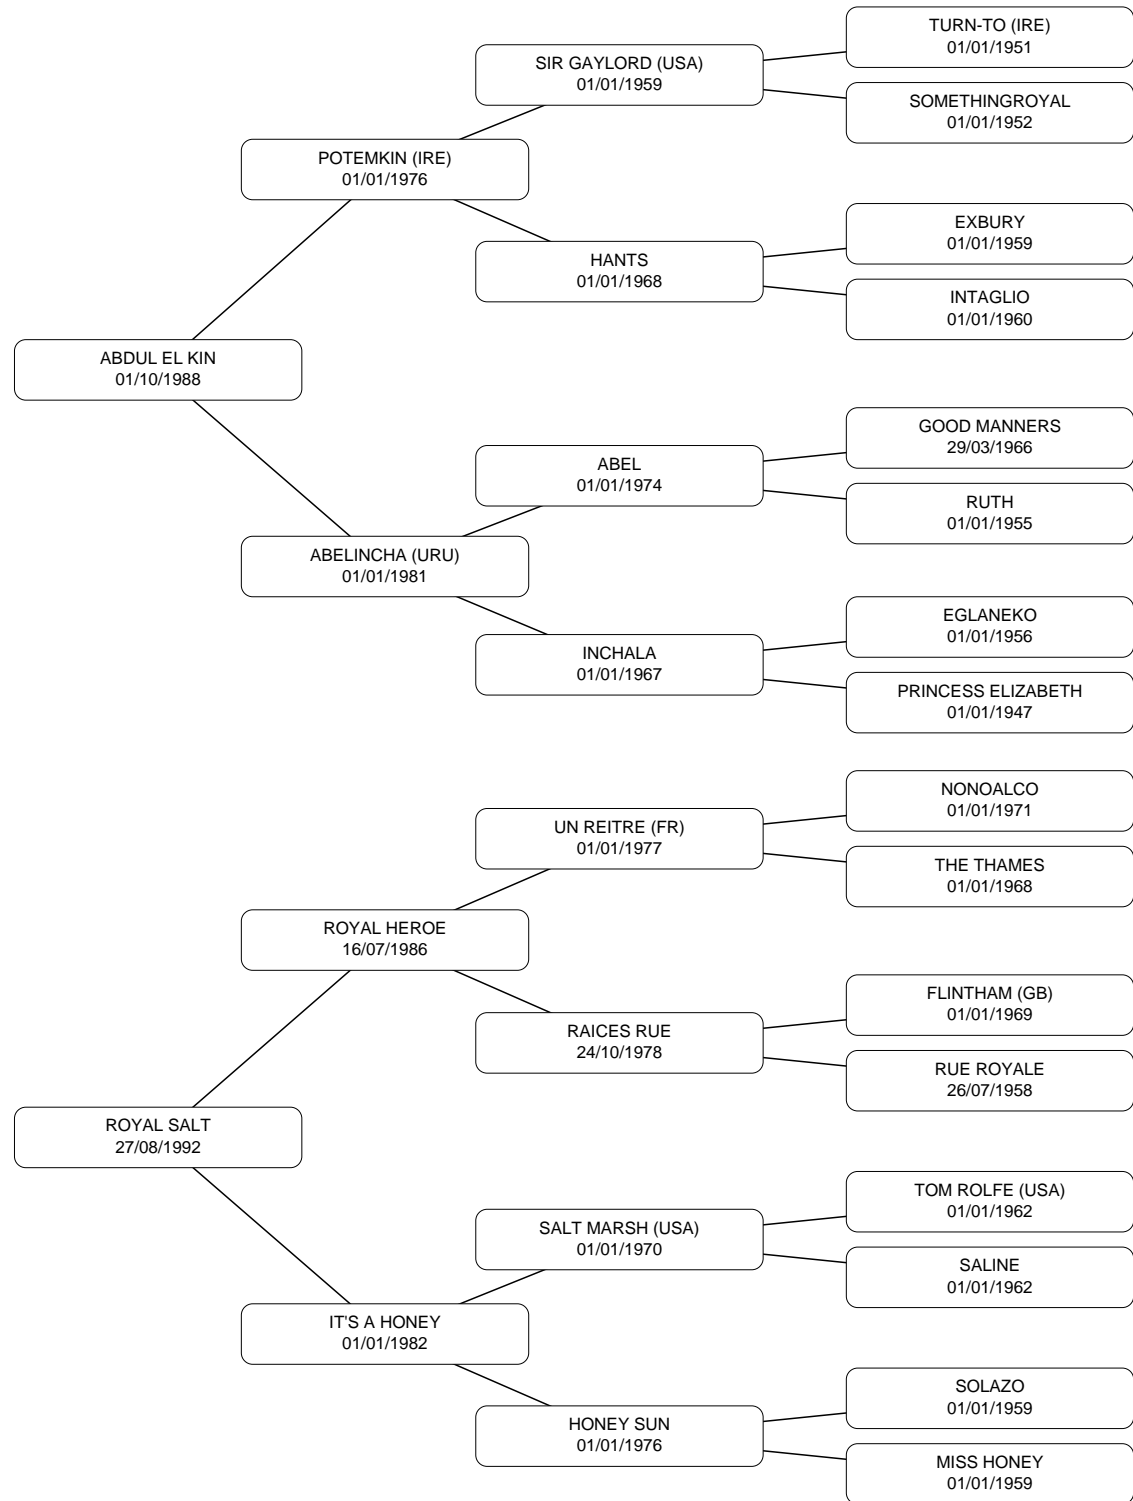 TURN-TO (IRE)
01/01/1951
SIR GAYLORD (USA)
01/01/1959
SOMETHINGROYAL
01/01/1952
POTEMKIN (IRE)
01/01/1976
EXBURY
01/01/1959
HANTS
01/01/1968
INTAGLIO
01/01/1960
ABDUL EL KIN
01/10/1988
GOOD MANNERS
29/03/1966
ABEL
01/01/1974
RUTH
01/01/1955
ABELINCHA (URU)
01/01/1981
EGLANEKO
01/01/1956
INCHALA
01/01/1967
PRINCESS ELIZABETH
01/01/1947
NONOALCO
01/01/1971
UN REITRE (FR)
01/01/1977
THE THAMES
01/01/1968
ROYAL HEROE
16/07/1986
FLINTHAM (GB)
01/01/1969
RAICES RUE
24/10/1978
RUE ROYALE
26/07/1958
ROYAL SALT
27/08/1992
TOM ROLFE (USA)
01/01/1962
SALT MARSH (USA)
01/01/1970
SALINE
01/01/1962
IT'S A HONEY
01/01/1982
SOLAZO
01/01/1959
HONEY SUN
01/01/1976
MISS HONEY
01/01/1959